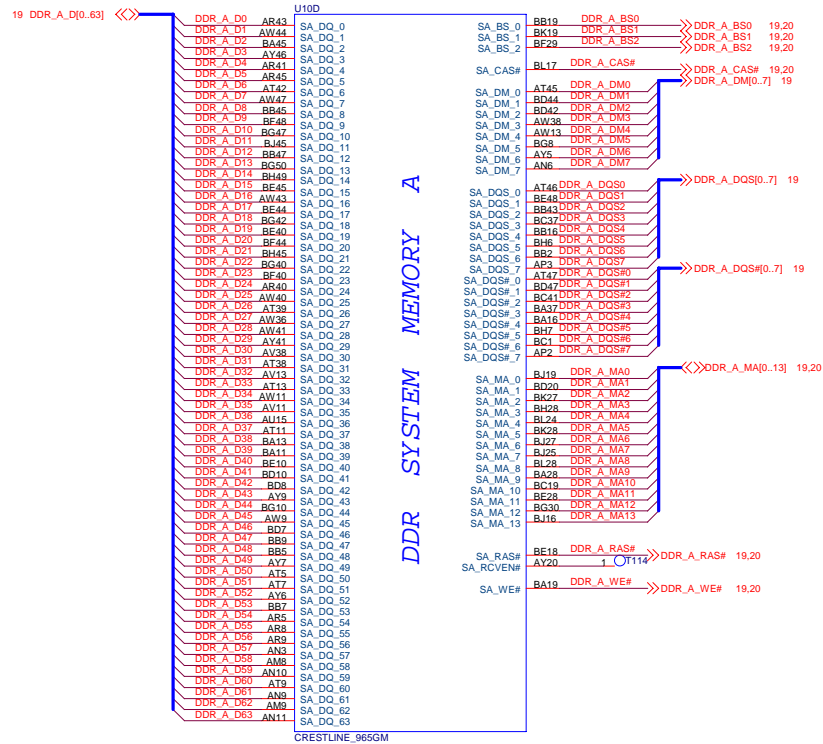 19 DDR_A_D[0..63]
U10D
DDR_A_D0 AR43 SA_DQ_0
DDR_A_D1 AW44 SA_DQ_1
DDR_A_D2 BA45 SA_DQ_2
DDR_A_D3 AY46 SA_DQ_3
DDR_A_D4 AR41 SA_DQ_4
DDR_A_D5 AR45 SA_DQ_5
DDR_A_D6 AT42 SA_DQ_6
DDR_A_D7 AW47 SA_DQ_7
DDR_A_D8 BB45 SA_DQ_8
DDR_A_D9 BF48 SA_DQ_9
DDR_A_D10 BG47 SA_DQ_10
DDR_A_D11 BJ45 SA_DQ_11
DDR_A_D12 BB47 SA_DQ_12
DDR_A_D13 BG50 SA_DQ_13
DDR_A_D14 BH49 SA_DQ_14
DDR_A_D15 BE45 SA_DQ_15
DDR_A_D16 AW43 SA_DQ_16
DDR_A_D17 BE44 SA_DQ_17
DDR_A_D18 BG42 SA_DQ_18
DDR_A_D19 BE40 SA_DQ_19
DDR_A_D20 BF44 SA_DQ_20
DDR_A_D21 BH45 SA_DQ_21
DDR_A_D22 BG40 SA_DQ_22
DDR_A_D23 BF40 SA_DQ_23
DDR_A_D24 AR40 SA_DQ_24
DDR_A_D25 AW40 SA_DQ_25
DDR_A_D26 AT39 SA_DQ_26
DDR_A_D27 AW36 SA_DQ_27
DDR_A_D28 AW41 SA_DQ_28
DDR_A_D29 AY41 SA_DQ_29
DDR_A_D30 AV38 SA_DQ_30
DDR_A_D31 AT38 SA_DQ_31
DDR_A_D32 AV13 SA_DQ_32
DDR_A_D33 AT13 SA_DQ_33
DDR_A_D34 AW11 SA_DQ_34
DDR_A_D35 AV11 SA_DQ_35
DDR_A_D36 AU15 SA_DQ_36
DDR_A_D37 AT11 SA_DQ_37
DDR_A_D38 BA13 SA_DQ_38
DDR_A_D39 BA11 SA_DQ_39
DDR_A_D40 BE10 SA_DQ_40
DDR_A_D41 BD10 SA_DQ_41
DDR_A_D42 BD8 SA_DQ_42
DDR_A_D43 AY9 SA_DQ_43
DDR_A_D44 BG10 SA_DQ_44
DDR_A_D45 AW9 SA_DQ_45
DDR_A_D46 BD7 SA_DQ_46
DDR_A_D47 BB9 SA_DQ_47
DDR_A_D48 BB5 SA_DQ_48
DDR_A_D49 AY7 SA_DQ_49
DDR_A_D50 AT5 SA_DQ_50
DDR_A_D51 AT7 SA_DQ_51
DDR_A_D52 AY6 SA_DQ_52
DDR_A_D53 BB7 SA_DQ_53
DDR_A_D54 AR5 SA_DQ_54
DDR_A_D55 AR8 SA_DQ_55
DDR_A_D56 AR9 SA_DQ_56
DDR_A_D57 AN3 SA_DQ_57
DDR_A_D58 AM8 SA_DQ_58
DDR_A_D59 AN10 SA_DQ_59
DDR_A_D60 AT9 SA_DQ_60
DDR_A_D61 AN9 SA_DQ_61
DDR_A_D62 AM9 SA_DQ_62
DDR_A_D63 AN11 SA_DQ_63
DDR SYSTEM MEMORY A
SA_BS_0 BB19 DDR_A_BS0 DDR_A_BS0 19,20
SA_BS_1 BK19 DDR_A_BS1 DDR_A_BS1 19,20
SA_BS_2 BF29 DDR_A_BS2 DDR_A_BS2 19,20
SA_CAS# BL17 DDR_A_CAS# DDR_A_CAS# 19,20
DDR_A_DM[0..7] 19
SA_DM_0 AT45 DDR_A_DM0
SA_DM_1 BD44 DDR_A_DM1
SA_DM_2 BD42 DDR_A_DM2
SA_DM_3 AW38 DDR_A_DM3
SA_DM_4 AW13 DDR_A_DM4
SA_DM_5 BG8 DDR_A_DM5
SA_DM_6 AY5 DDR_A_DM6
SA_DM_7 AN6 DDR_A_DM7
DDR_A_DQS[0..7] 19
SA_DQS_0 AT46 DDR_A_DQS0
SA_DQS_1 BE48 DDR_A_DQS1
SA_DQS_2 BB43 DDR_A_DQS2
SA_DQS_3 BC37 DDR_A_DQS3
SA_DQS_4 BB16 DDR_A_DQS4
SA_DQS_5 BH6 DDR_A_DQS5
SA_DQS_6 BB2 DDR_A_DQS6
SA_DQS_7 AP3 DDR_A_DQS7
DDR_A_DQS#[0..7] 19
SA_DQS#_0 AT47 DDR_A_DQS#0
SA_DQS#_1 BD47 DDR_A_DQS#1
SA_DQS#_2 BC41 DDR_A_DQS#2
SA_DQS#_3 BA37 DDR_A_DQS#3
SA_DQS#_4 BA16 DDR_A_DQS#4
SA_DQS#_5 BH7 DDR_A_DQS#5
SA_DQS#_6 BC1 DDR_A_DQS#6
SA_DQS#_7 AP2 DDR_A_DQS#7
DDR_A_MA[0..13] 19,20
SA_MA_0 BJ19 DDR_A_MA0
SA_MA_1 BD20 DDR_A_MA1
SA_MA_2 BK27 DDR_A_MA2
SA_MA_3 BH28 DDR_A_MA3
SA_MA_4 BL24 DDR_A_MA4
SA_MA_5 BK28 DDR_A_MA5
SA_MA_6 BJ27 DDR_A_MA6
SA_MA_7 BJ25 DDR_A_MA7
SA_MA_8 BL28 DDR_A_MA8
SA_MA_9 BA28 DDR_A_MA9
SA_MA_10 BC19 DDR_A_MA10
SA_MA_11 BE28 DDR_A_MA11
SA_MA_12 BG30 DDR_A_MA12
SA_MA_13 BJ16 DDR_A_MA13
SA_RAS# BE18 DDR_A_RAS# DDR_A_RAS# 19,20
SA_RCVEN# AY20 1 T114
SA_WE# BA19 DDR_A_WE# DDR_A_WE# 19,20
CRESTLINE_965GM